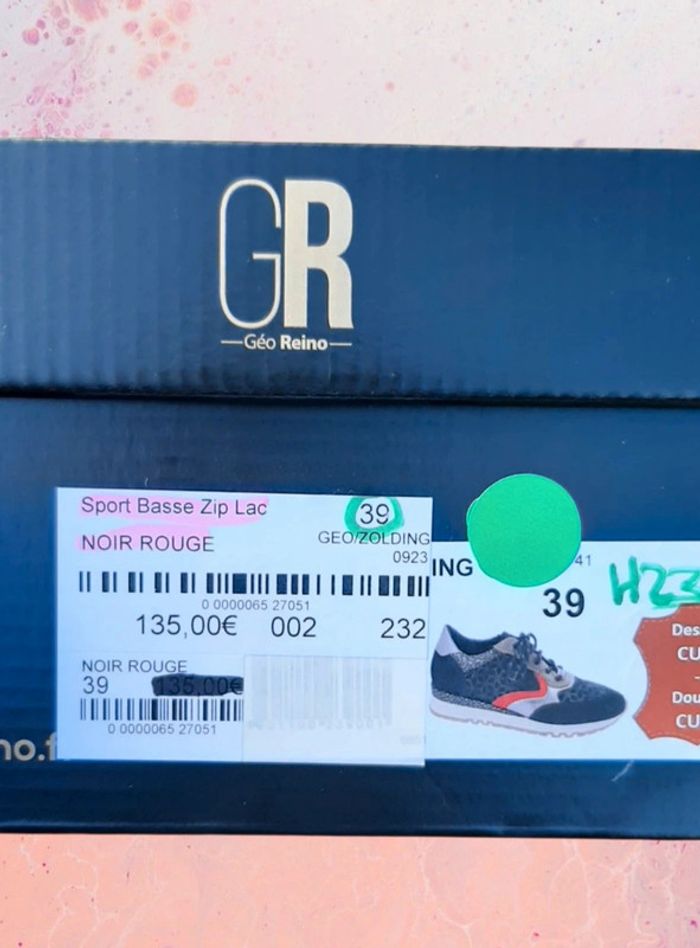 GR
Géo Reino
Sport Basse Zip Lac
39
NOIR ROUGE
GEO/ZOLDING
0923
0 0000065 27051
135,00€ 002 232
NOIR ROUGE
39 135,00€
0 0000065 27051
ING
41
39
H23
Des
CU
Dou
CU
no.f